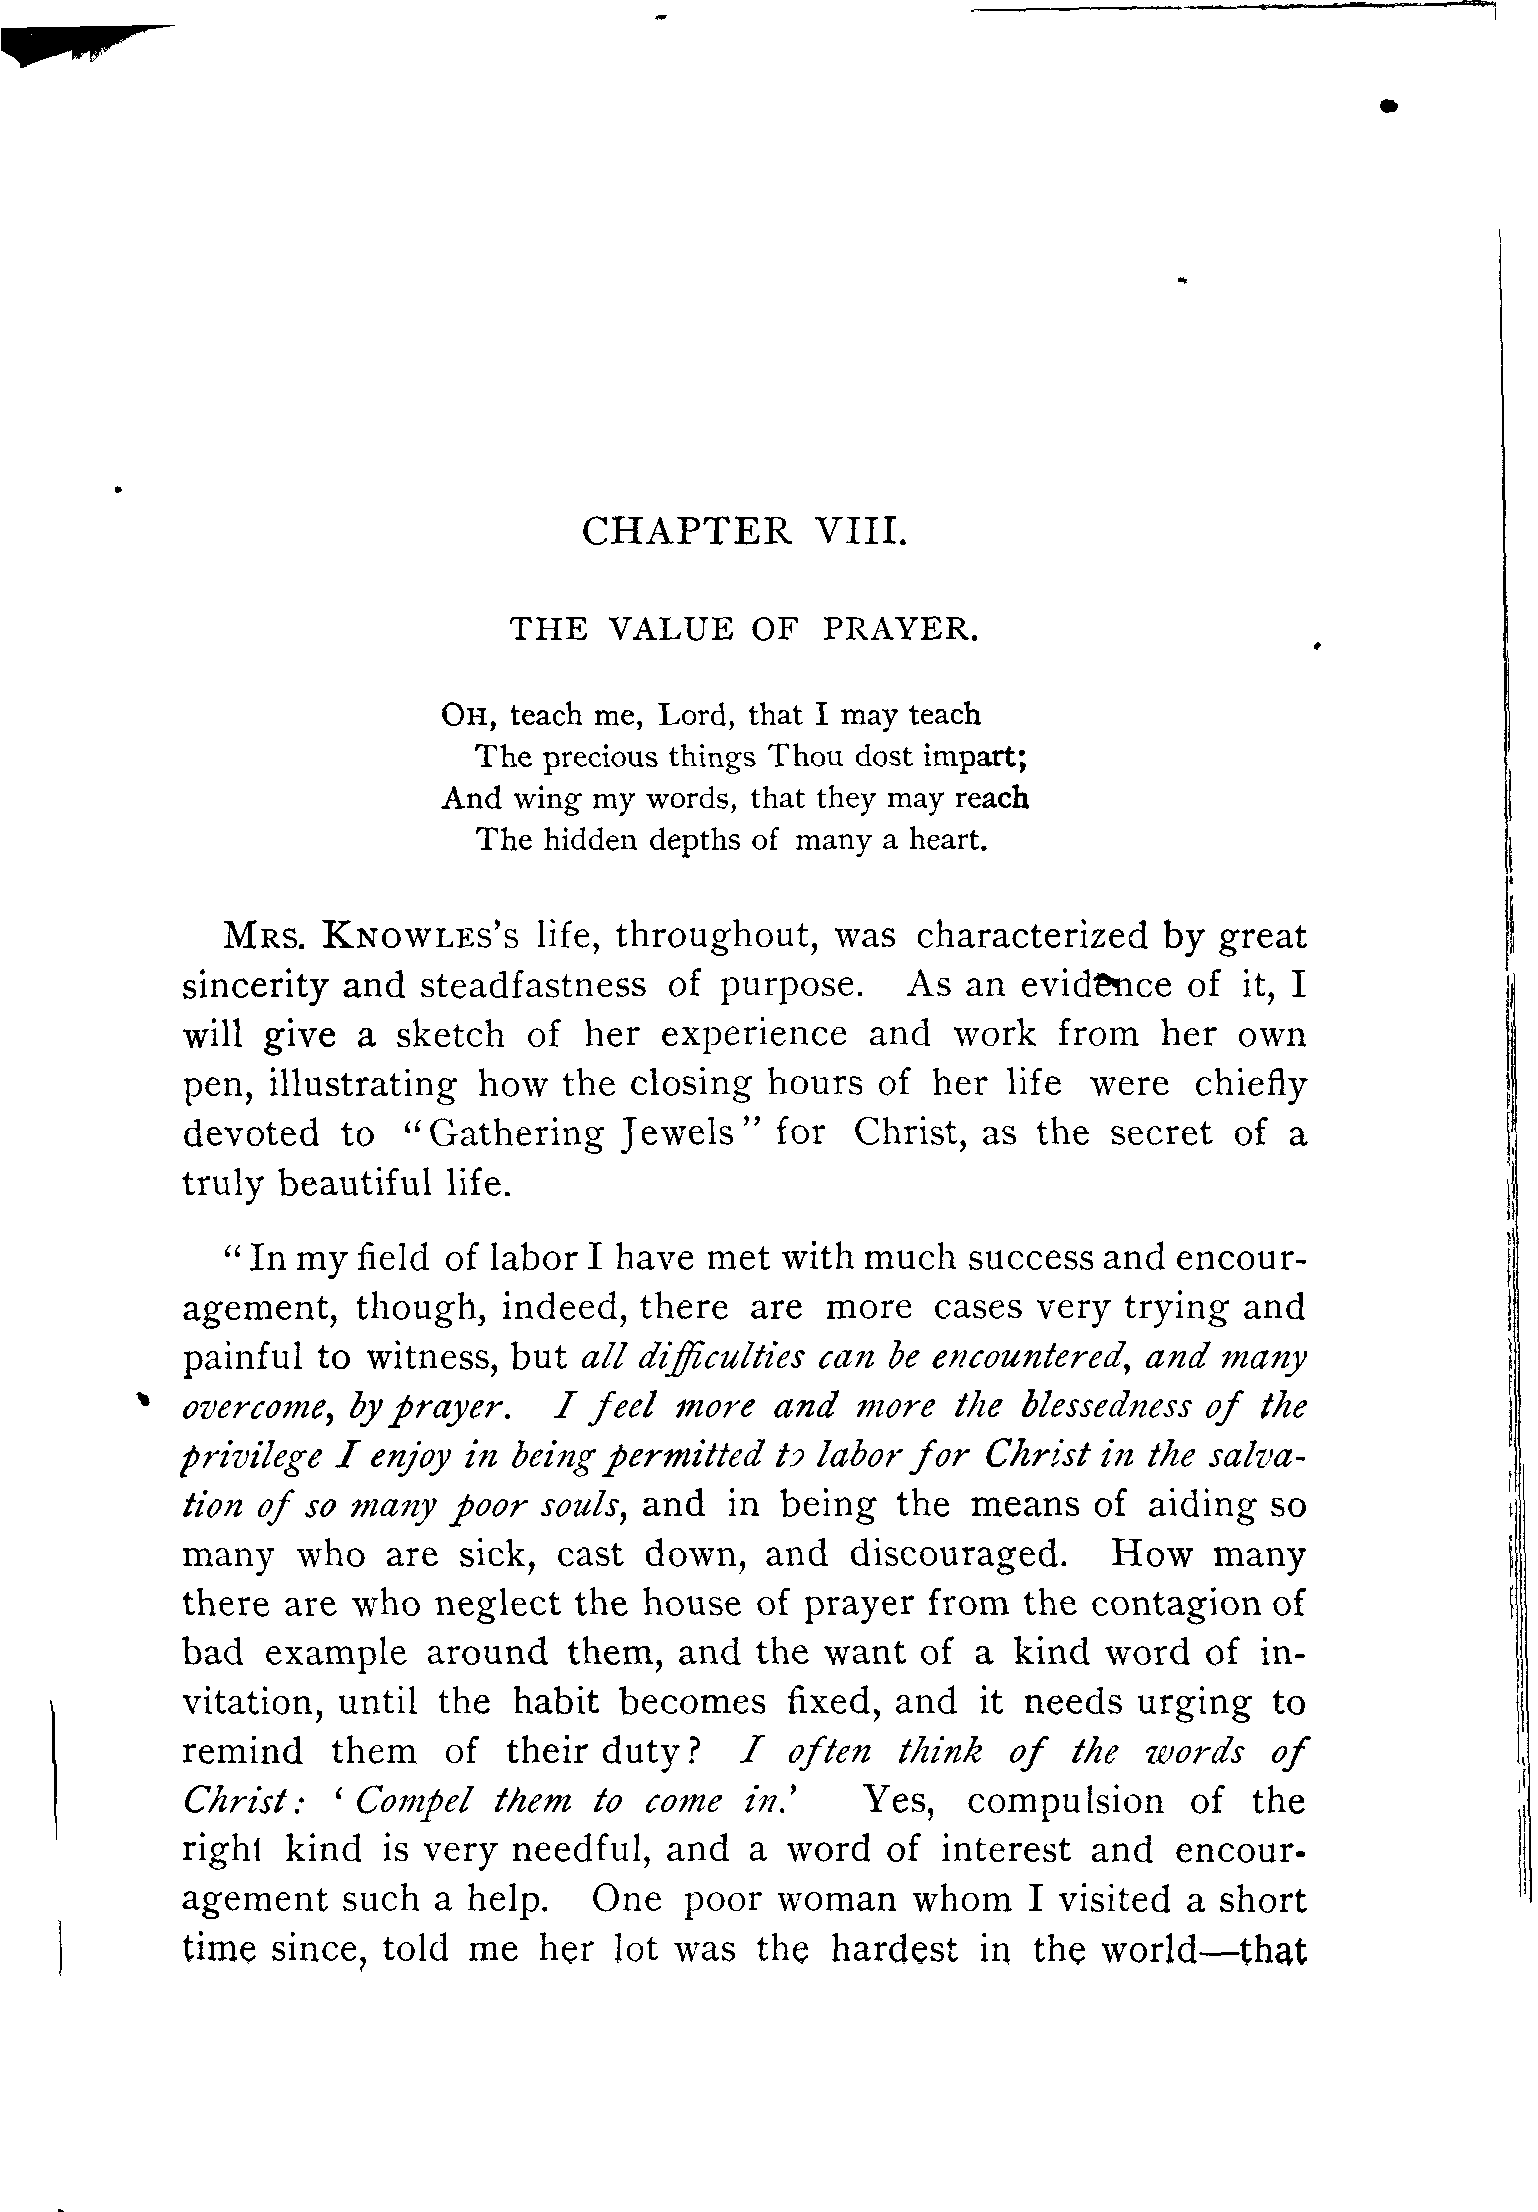 CHAPTER VIII.
THE VALUE OF PRAYER.
OH, teach me, Lord, that I may teach
The precious things Thou dost impart;
And wing my words, that they may reach
The hidden depths of many a heart.
MRS. KNOWLES's life, throughout, was characterized by great
sincerity and steadfastness of purpose. As an evidence of it, I
will give a sketch of her experience and work from her own
pen, illustrating how the closing hours of her life were chiefly
devoted to "Gathering Jewels" for Christ, as the secret of a
truly beautiful life.
"In my field of labor I have met with much success and encour-
agement, though, indeed, there are more cases very trying and
painful to witness, but all difficulties can be encountered, and many
overcome, by prayer. I feel more and more the blessedness of the
privilege I enjoy in being permitted to labor for Christ in the salva-
tion of so many poor souls, and in being the means of aiding so
many who are sick, cast down, and discouraged. How many
there are who neglect the house of prayer from the contagion of
bad example around them, and the want of a kind word of in-
vitation, until the habit becomes fixed, and it needs urging to
remind them of their duty? I often think of the words of
Christ: 'Compel them to come in.' Yes, compulsion of the
right kind is very needful, and a word of interest and encour-
agement such a help. One poor woman whom I visited a short
time since, told me her lot was the hardest in the world—that